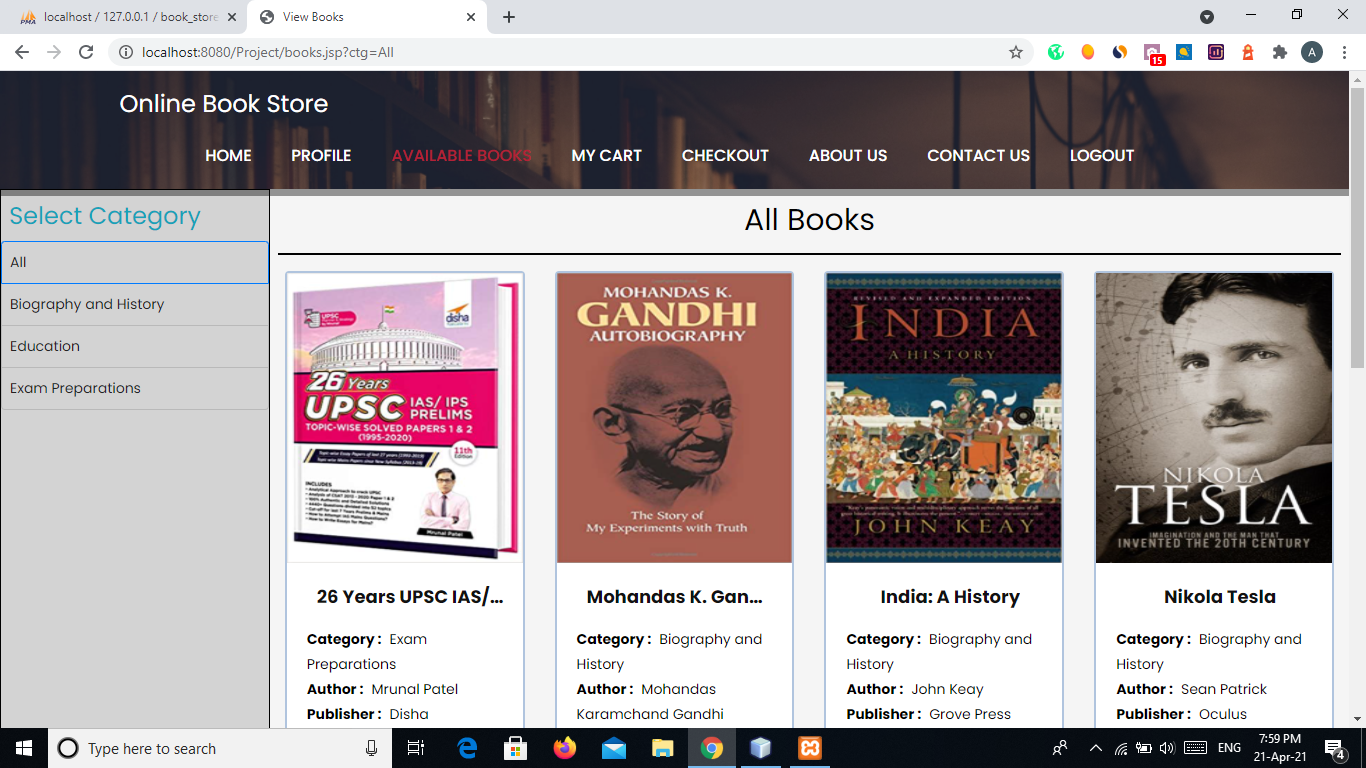 localhost / 127.0.0.1 / book_store
View Books
localhost:8080/Project/books.jsp?ctg=All
15
A
Online Book Store
HOME PROFILE AVAILABLE BOOKS MY CART CHECKOUT ABOUT US CONTACT US LOGOUT
Select Category
All
Biography and History
Education
Exam Preparations
All Books
UPSC
disha
26 Years
UPSC IAS/ IPS
PRELIMS
TOPIC-WISE SOLVED PAPERS 1 & 2
(1995-2020)
11th
Edition
INCLUDES
Mrunal Patel
26 Years UPSC IAS/...
Category : Exam
Preparations
Author : Mrunal Patel
Publisher : Disha
MOHANDAS K.
GANDHI
AUTOBIOGRAPHY
The Story of
My Experiments with Truth
Mohandas K. Gan...
Category : Biography and
History
Author : Mohandas
Karamchand Gandhi
REVISED AND EXPANDED EDITION
INDIA
A HISTORY
JOHN KEAY
India: A History
Category : Biography and
History
Author : John Keay
Publisher : Grove Press
NIKOLA
TESLA
IMAGINATION AND THE MAN THAT
INVENTED THE 20TH CENTURY
Nikola Tesla
Category : Biography and
History
Author : Sean Patrick
Publisher : Oculus
Type here to search
ENG
7:59 PM
21-Apr-21
4